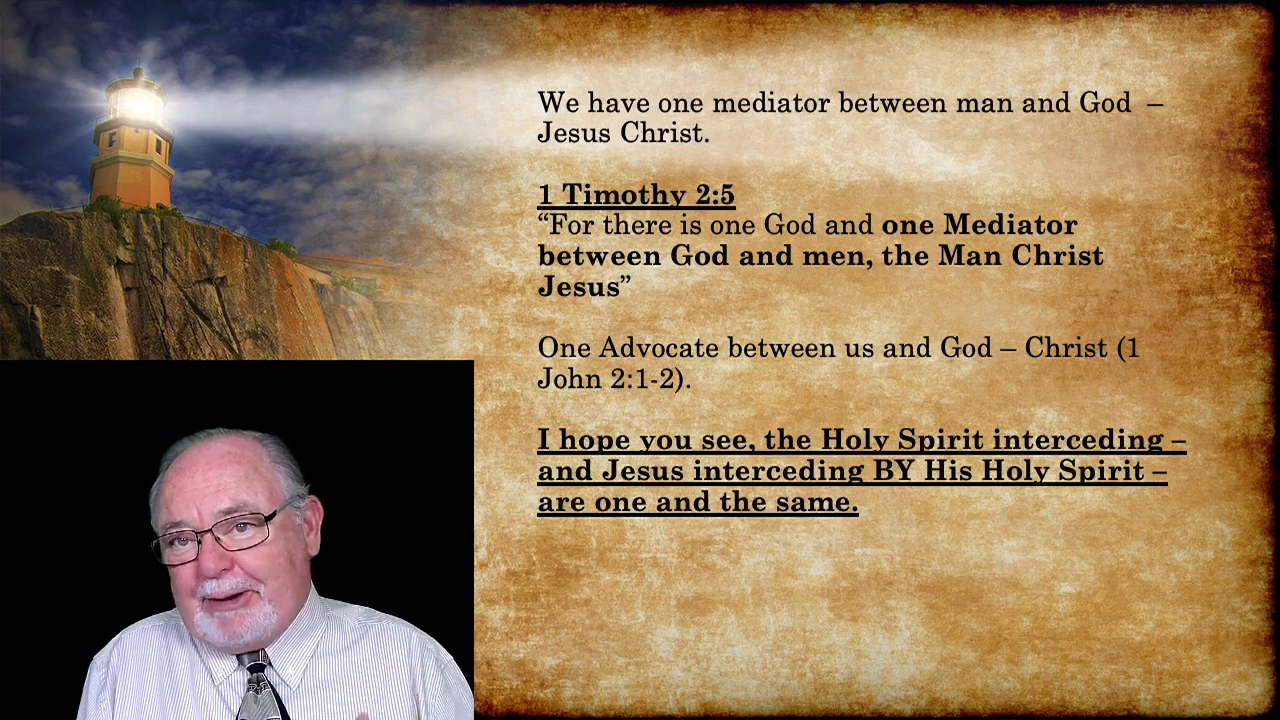 We have one mediator between man and God –
Jesus Christ.
1 Timothy 2:5
“For there is one God and one Mediator
between God and men, the Man Christ
Jesus”
One Advocate between us and God – Christ (1
John 2:1-2).
I hope you see, the Holy Spirit interceding –
and Jesus interceding BY His Holy Spirit –
are one and the same.